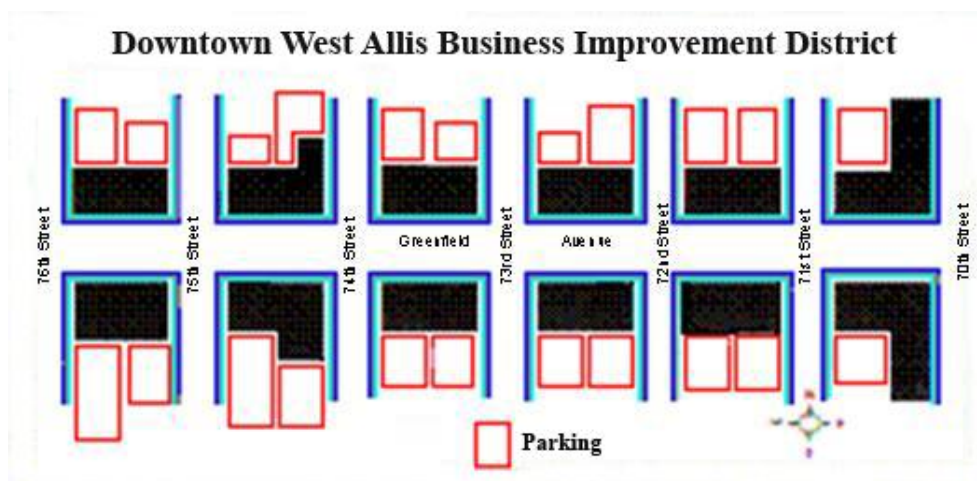 Downtown West Allis Business Improvement District
76th Street
75th Street
74th Street
Greenfield
73rd Street
Avenue
72nd Street
71st Street
70th Street
Parking